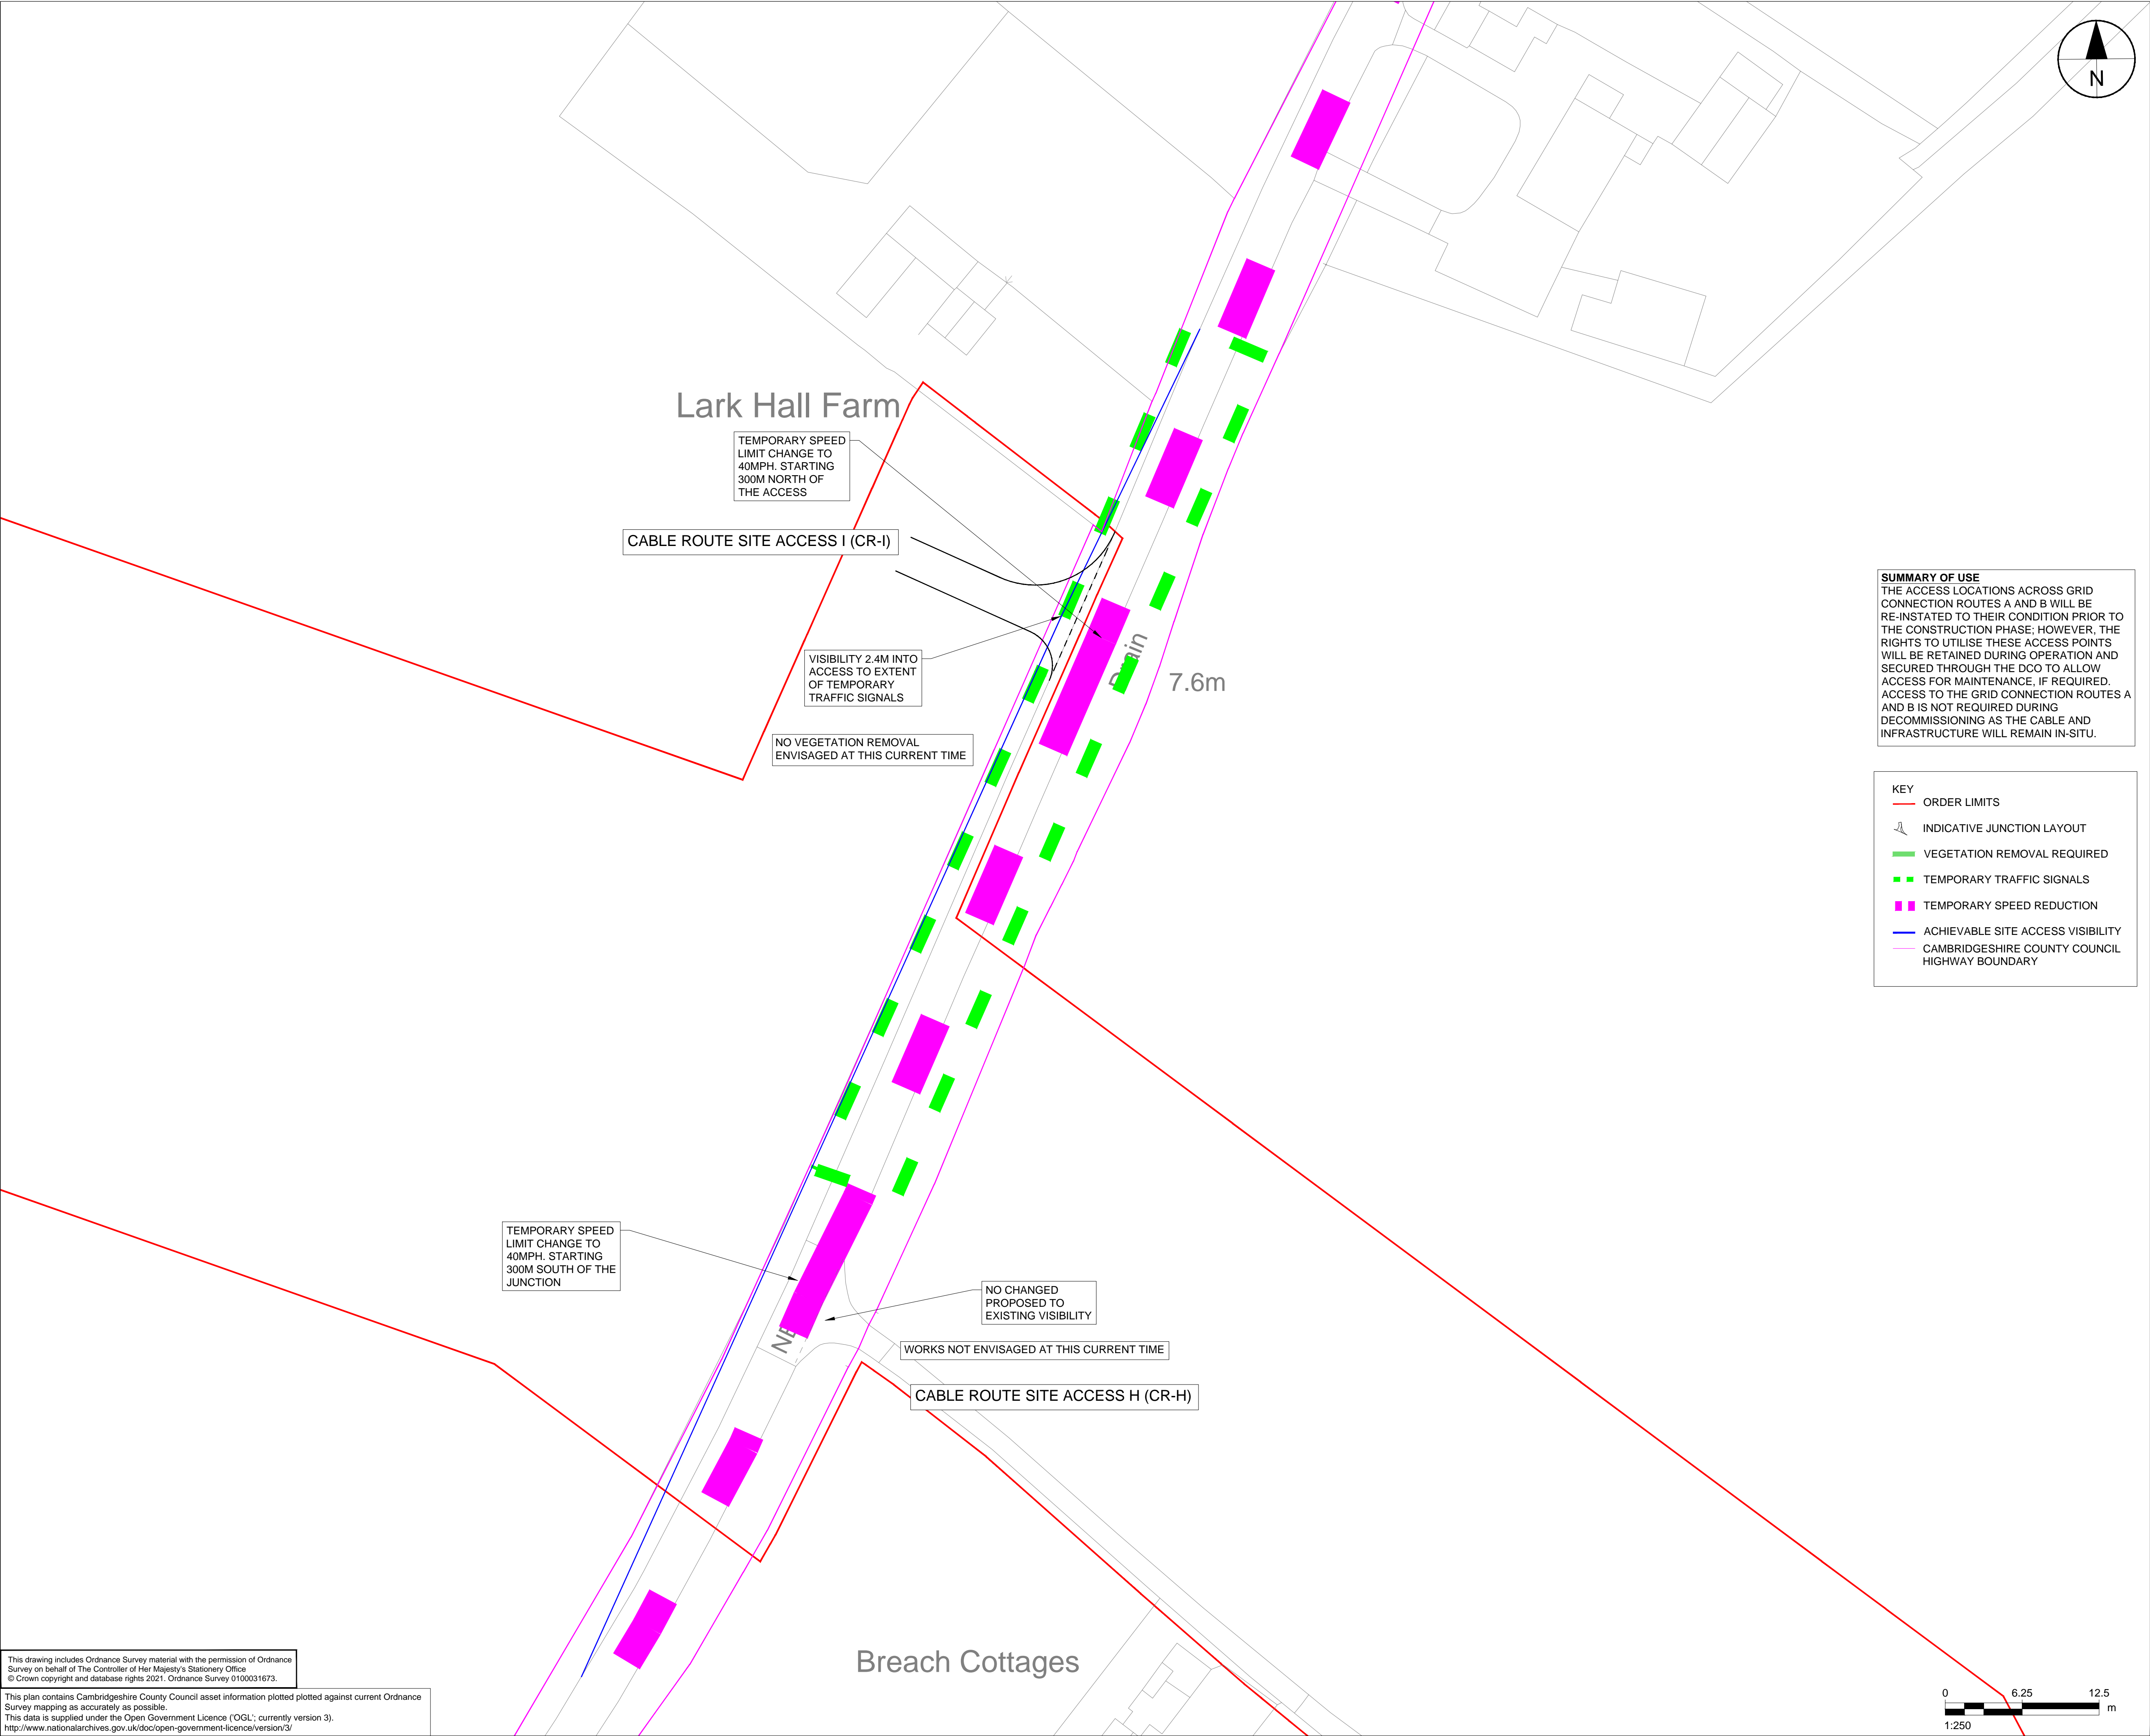 N
Lark Hall Farm
TEMPORARY SPEED
LIMIT CHANGE TO
40MPH. STARTING
300M NORTH OF
THE ACCESS
CABLE ROUTE SITE ACCESS I (CR-I)
VISIBILITY 2.4M INTO
ACCESS TO EXTENT
OF TEMPORARY
TRAFFIC SIGNALS
7.6m
NO VEGETATION REMOVAL
ENVISAGED AT THIS CURRENT TIME
SUMMARY OF USE
THE ACCESS LOCATIONS ACROSS GRID
CONNECTION ROUTES A AND B WILL BE
RE-INSTATED TO THEIR CONDITION PRIOR TO
THE CONSTRUCTION PHASE; HOWEVER, THE
RIGHTS TO UTILISE THESE ACCESS POINTS
WILL BE RETAINED DURING OPERATION AND
SECURED THROUGH THE DCO TO ALLOW
ACCESS FOR MAINTENANCE, IF REQUIRED.
ACCESS TO THE GRID CONNECTION ROUTES A
AND B IS NOT REQUIRED DURING
DECOMMISSIONING AS THE CABLE AND
INFRASTRUCTURE WILL REMAIN IN-SITU.
KEY
ORDER LIMITS
INDICATIVE JUNCTION LAYOUT
VEGETATION REMOVAL REQUIRED
TEMPORARY TRAFFIC SIGNALS
TEMPORARY SPEED REDUCTION
ACHIEVABLE SITE ACCESS VISIBILITY
CAMBRIDGESHIRE COUNTY COUNCIL
HIGHWAY BOUNDARY
TEMPORARY SPEED
LIMIT CHANGE TO
40MPH. STARTING
300M SOUTH OF THE
JUNCTION
NO CHANGED
PROPOSED TO
EXISTING VISIBILITY
WORKS NOT ENVISAGED AT THIS CURRENT TIME
CABLE ROUTE SITE ACCESS H (CR-H)
Breach Cottages
This drawing includes Ordnance Survey material with the permission of Ordnance
Survey on behalf of The Controller of Her Majesty's Stationery Office
© Crown copyright and database rights 2021. Ordnance Survey 0100031673.
This plan contains Cambridgeshire County Council asset information plotted plotted against current Ordnance
Survey mapping as accurately as possible.
This data is supplied under the Open Government Licence ('OGL'; currently version 3).
http://www.nationalarchives.gov.uk/doc/open-government-licence/version/3/
0 6.25 12.5
m
1:250